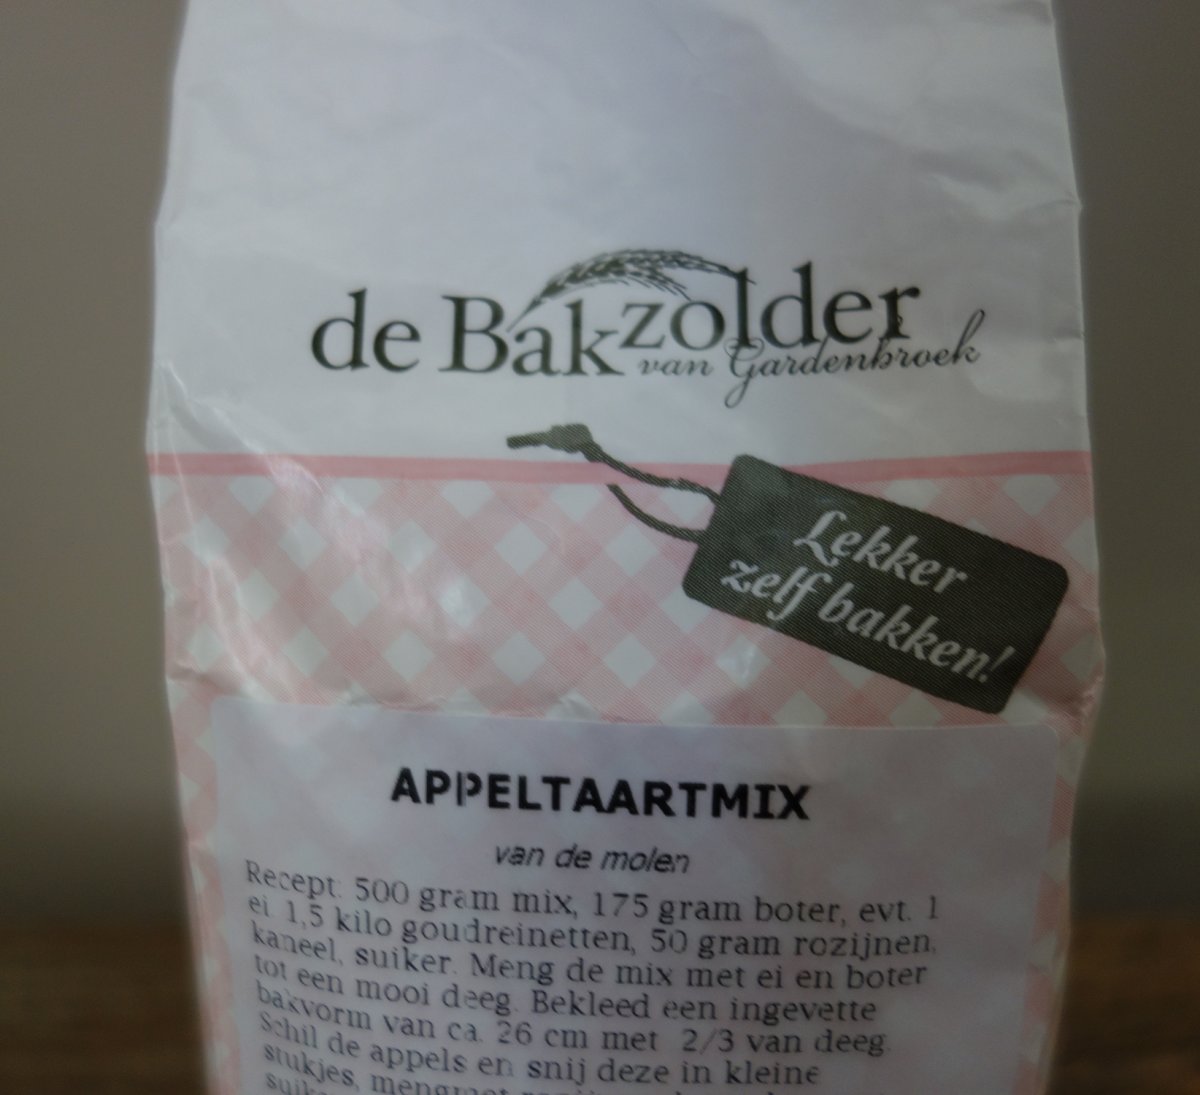 de Bakzolder
van Gardenbroek
Lekker
zelf bakken!
APPELTAARTMIX
van de molen
Recept: 500 gram mix, 175 gram boter, evt. 1
ei. 1,5 kilo goudreinetten, 50 gram rozijnen,
kaneel, suiker. Meng de mix met ei en boter
tot een mooi deeg. Bekleed een ingevette
bakvorm van ca. 26 cm met 2/3 van deeg.
Schil de appels en snij deze in kleine
stukjes, meng met